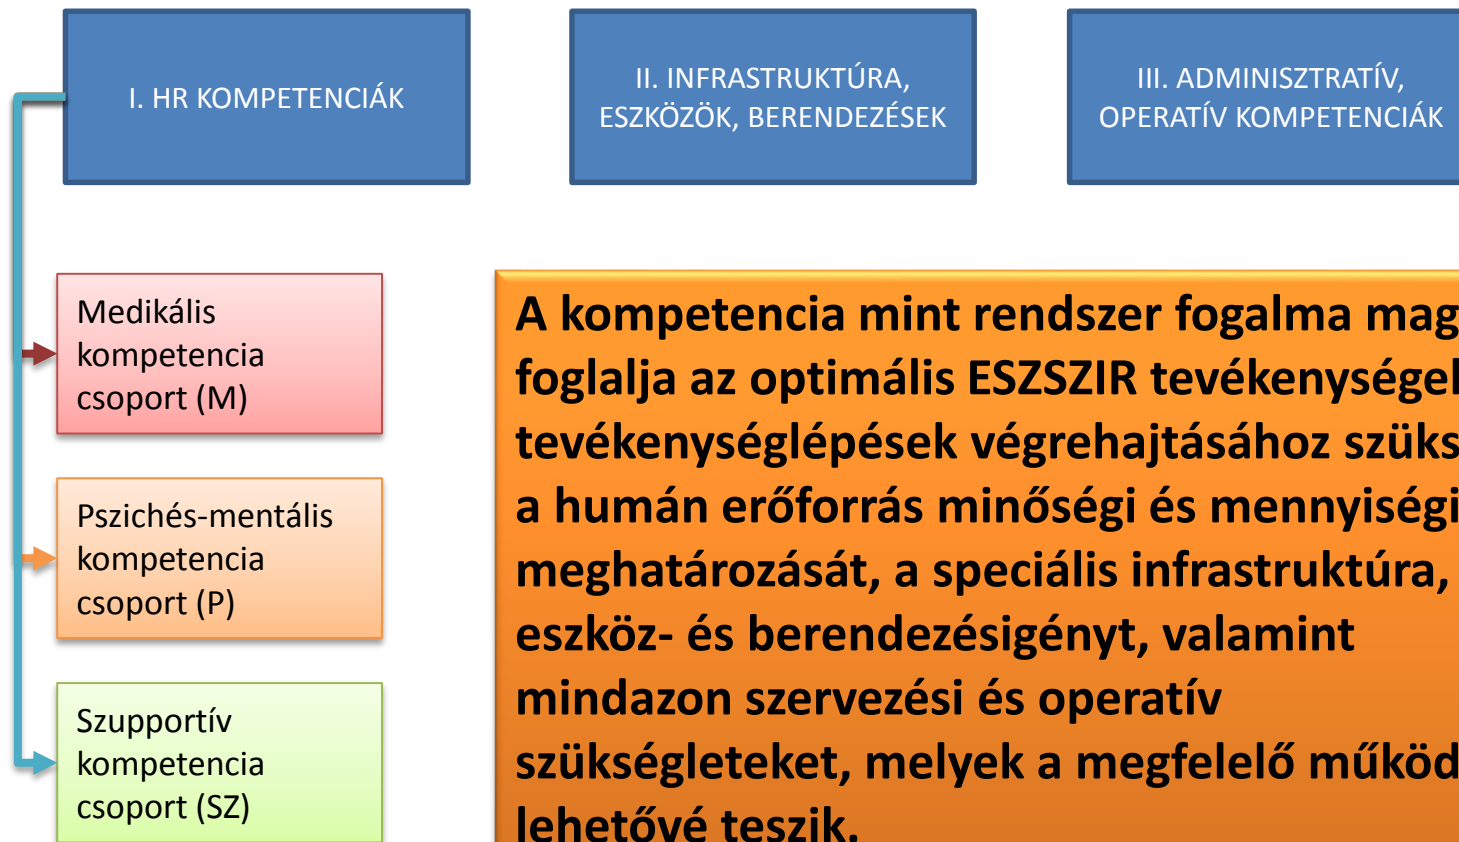 I. HR KOMPETENCIÁK
II. INFRASTRUKTÚRA,
ESZKÖZÖK, BERENDEZÉSEK
III. ADMINISZTRATÍV,
OPERATÍV KOMPETENCIÁK
Medikális
kompetencia
csoport (M)
Pszichés-mentális
kompetencia
csoport (P)
Szupportív
kompetencia
csoport (SZ)
A kompetencia mint rendszer fogalma mag
foglalja az optimális ESZSZIR
tevékenységlépések végrehajtásához szüks
a humán erőforrás minőségi és mennyiségi
meghatározását, a speciális infrastruktúra,
eszköz- és berendezésigényt, valamint
mindazon szervezési és operatív
szükségleteket, melyek a megfelelő működ
lehetővé teszik.